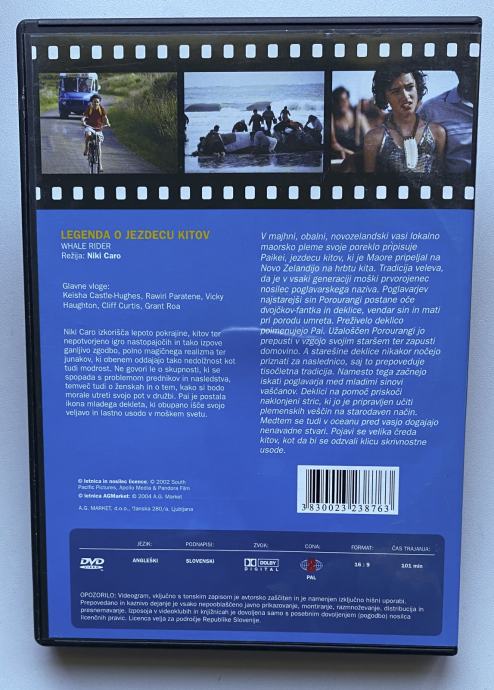 LEGENDA O JEZDECU KITOV
WHALE RIDER
Režija: Niki Caro
Glavne vloge:
Keisha Castle-Hughes, Rawiri Paratene, Vicky
Haughton, Cliff Curtis, Grant Roa
Niki Caro izkorišča lepoto pokrajine, kitov ter
nepotvorjeno igro nastopajočih in tako izpove
ganljivo zgodbo, polno magičnega realizma ter
junakov, ki obenem oddajajo tako nedolžnost kot
tudi modrost. Ne govori le o skupnosti, ki se
spopada s problemom prednikov in nasledstva,
temveč tudi o ženskah in o tem, kako si bodo
morale utreti svojo pot v družbi. Pai je postala
ikona mladega dekleta, ki obupano išče svojo
veljavo in lastno usodo v moškem svetu.
V majhni, obalni, novozelandski vasi lokalno
maorsko pleme svoje poreklo pripisuje
Paikei, jezdecu kitov, ki je Maore pripeljal na
Novo Zelandijo na hrbtu kita. Tradicija veleva,
da je v vsaki generaciji moški prvorojenec
nosilec poglavarskega naziva. Poglavarjev
najstarejši sin Porourangi postane oče
dvojčkov-fantka in deklice, vendar sin in mati
pri porodu umreta. Preživelo deklico
poimenujejo Pai. Užaloščen Porourangi jo
prepusti v vzgojo svojim staršem ter zapusti
domovino. A starešine deklice nikakor nočejo
priznati za naslednico, saj to prepoveduje
tisočletna tradicija. Namesto tega začnejo
iskati poglavarja med mladimi sinovi
vaščanov. Deklici na pomoč priskoči
naklonjeni stric, ki jo je pripravljen učiti
plemenskih veščin na starodaven način.
Medtem se tudi v oceanu pred vasjo dogajajo
nenavadne stvari. Pojavi se velika čreda
kitov, kot da bi se odzvali klicu skrivnostne
usode.
© letnica in nosilec licence: © 2002 South
Pacific Pictures, Apollo Media & Pandora Film
© letnica AGMarket: © 2004 A.G. Market
A.G. MARKET, d.o.o., Tanska 280/a, Ljubljana
3 830023 238763
JEZIK: PODNAPISI: ZVOK: CENA: FORMAT: ČAS TRAJANJA:
DVD ANGLEŠKI SLOVENSKI DOLBY DIGITAL PAL 16 : 9 101 min
OPOZORILO: Videogram, vključno s tonskim zapisom je avtorsko zaščiten in je namenjen izključno hišni uporabi.
Prepovedano in kaznivo dejanje je vsako nepooblaščeno javno prikazovanje, montiranje, razmnoževanje, distribucija in
presnemavanje. Izposoja v videoklubih in knjižnicah je dovoljena samo s posebnim dovoljenjem (pogodbo) nosilca
licenčnih pravic. Licenca velja za področje Republike Slovenije.